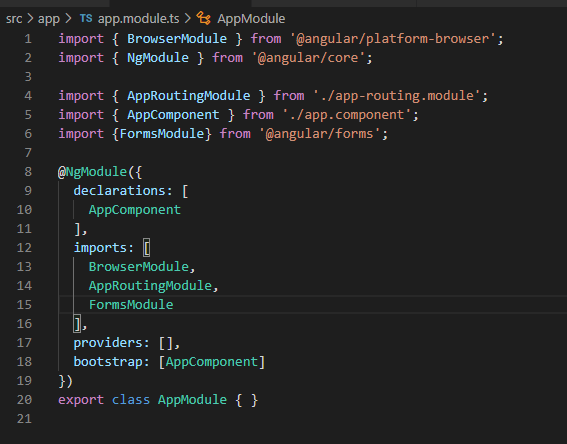 src > app > TS app.module.ts > AppModule
1 import { BrowserModule } from '@angular/platform-browser';
2 import { NgModule } from '@angular/core';
3
4 import { AppRoutingModule } from './app-routing.module';
5 import { AppComponent } from './app.component';
6 import {FormsModule} from '@angular/forms';
7
8 @NgModule({
9   declarations: [
10     AppComponent
11   ],
12   imports: [
13     BrowserModule,
14     AppRoutingModule,
15     FormsModule
16   ],
17   providers: [],
18   bootstrap: [AppComponent]
19 })
20 export class AppModule { }
21